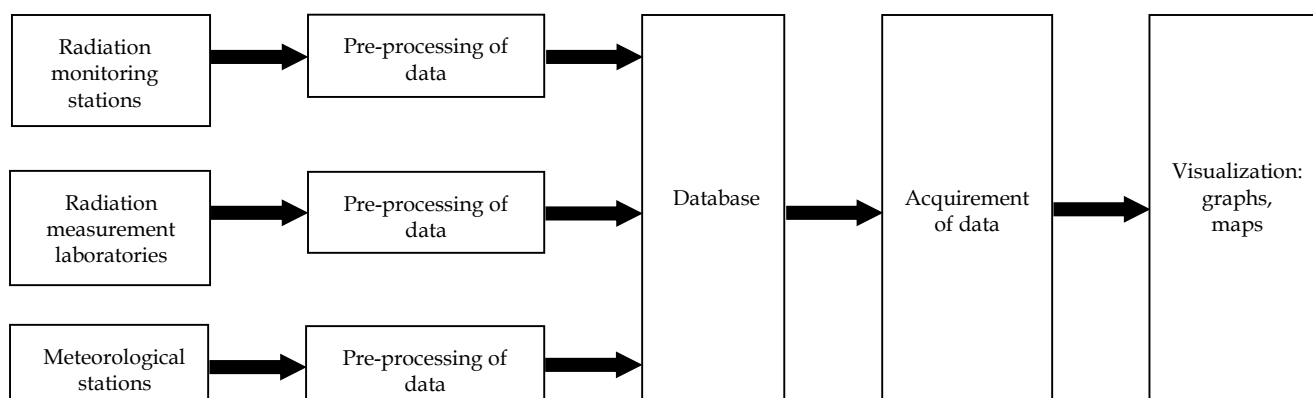 Radiation
monitoring
stations
Pre-processing of
data
Radiation
measurement
laboratories
Pre-processing of
data
Meteorological
stations
Pre-processing of
data
Database
Acquirement
of data
Visualization:
graphs,
maps